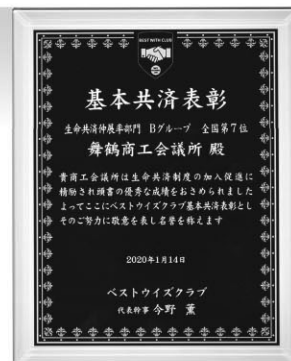 BEST WITH CLUB
基本共済表彰
生命共済伸展率部門 Bグループ 全国第7位
舞鶴商工会議所 殿
貴商工会議所は生命共済制度の加入促進に
精励され頭書の優秀な成績をおさめられました
よってここにベストウイズクラブ基本共済表彰とし
そのご努力に敬意を表し名誉を称えます
2020年1月14日
ベストウイズクラブ
代表幹事 今野 薫